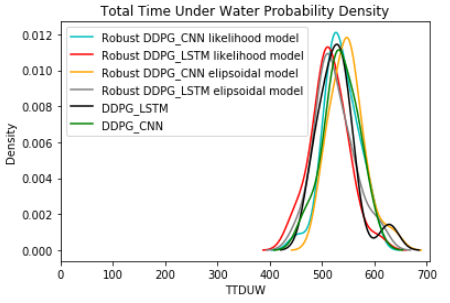 Total Time Under Water Probability Density
0.012
0.010
0.008
0.006
0.004
0.002
0.000
Density
Robust DDPG_CNN likelihood model
Robust DDPG_LSTM likelihood model
Robust DDPG_CNN elipsoidal model
Robust DDPG_LSTM elipsoidal model
DDPG_LSTM
DDPG_CNN
0 100 200 300 400 500 600 700
TTDUW